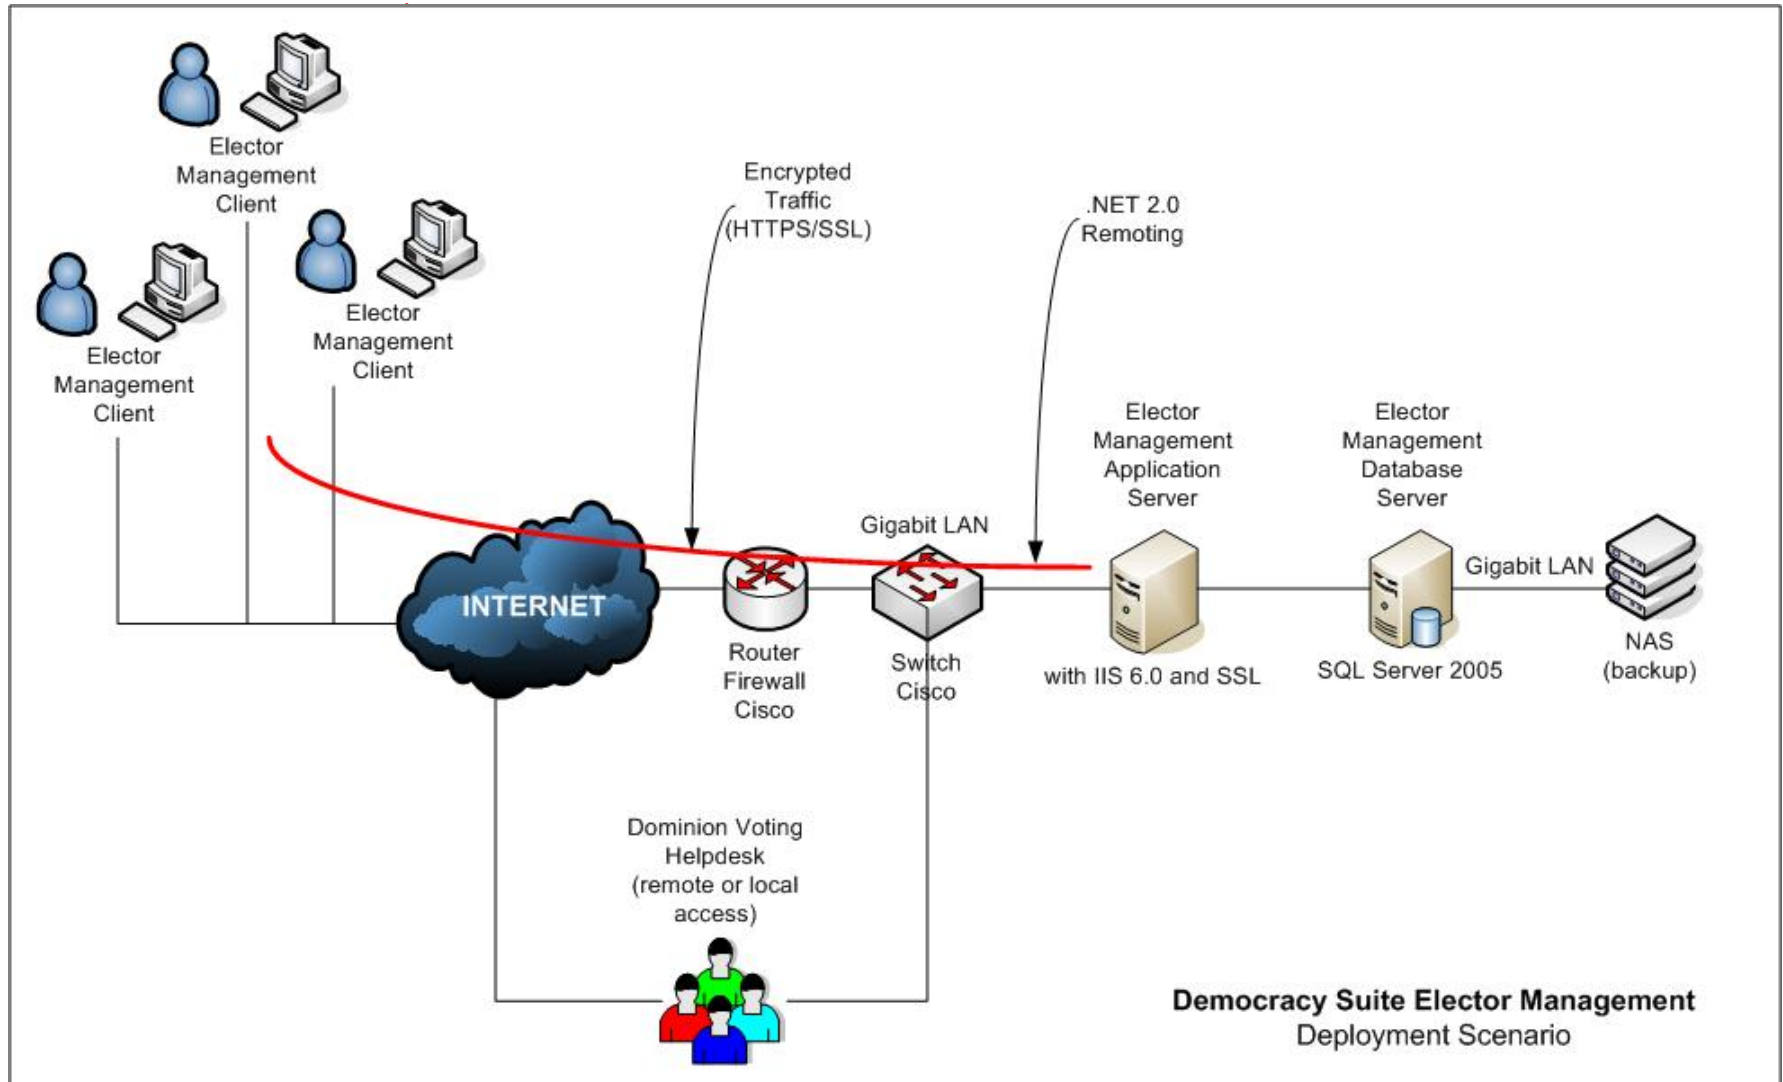 Elector
Management
Client
Elector
Management
Client
Elector
Management
Client
Encrypted
Traffic
(HTTPS/SSL)
.NET 2.0
Remoting
INTERNET
Router
Firewall
Cisco
Gigabit LAN
Switch
Cisco
Elector
Management
Application
Server
with IIS 6.0 and SSL
Elector
Management
Database
Server
SQL Server 2005
Gigabit LAN
NAS
(backup)
Dominion Voting
Helpdesk
(remote or local
access)
Democracy Suite Elector Management
Deployment Scenario